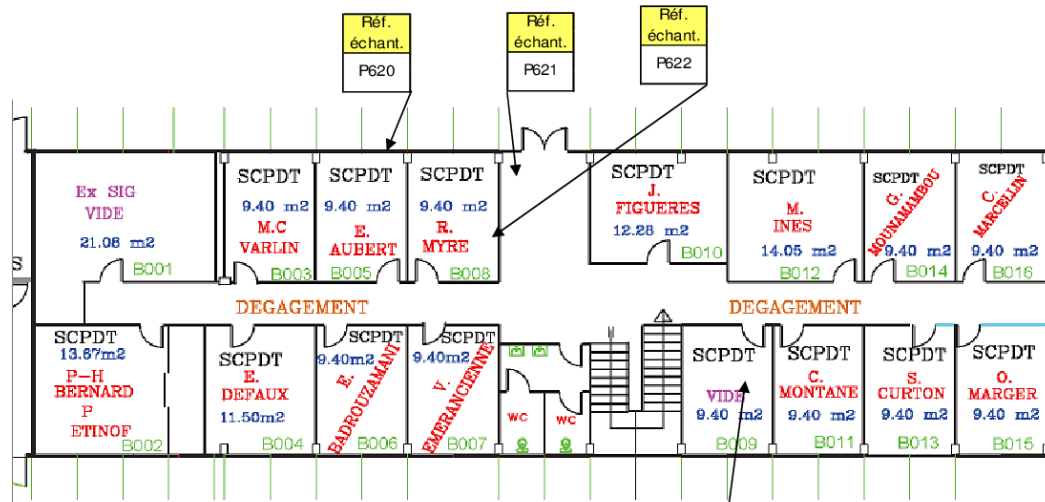 Réf.
échant.
P620
Réf.
échant.
P621
Réf.
échant.
P622
Ex SIG
VIDE
21.08 m2
B001
SCPDT
9.40 m2
M.C
VARLIN
B003
SCPDT
9.40 m2
E.
AUBERT
B005
SCPDT
9.40 m2
R.
MYRE
B008
SCPDT
J.
FIGUERES
12.28 m2
B010
SCPDT
M.
INES
14.05 m2
B012
SCPDT
G.
MOUNAMAMBOU
9.40 m2
B014
SCPDT
C.
MARCELLIN
9.40 m2
B016
S
DEGAGEMENT
DEGAGEMENT
SCPDT
13.67m2
P-H
BERNARD
P
ETINOF
B002
SCPDT
E.
DEFAUX
11.50m2
B004
SCPDT
9.40m2
E.
BADROUZAMANI
B006
SCPDT
9.40m2
V.
EMERANCIENNE
B007
WC
WC
SCPDT
VIDE
9.40 m2
B009
SCPDT
C.
MONTANE
9.40 m2
B011
SCPDT
S.
CURTON
9.40 m2
B013
SCPDT
O.
MARGER
9.40 m2
B015